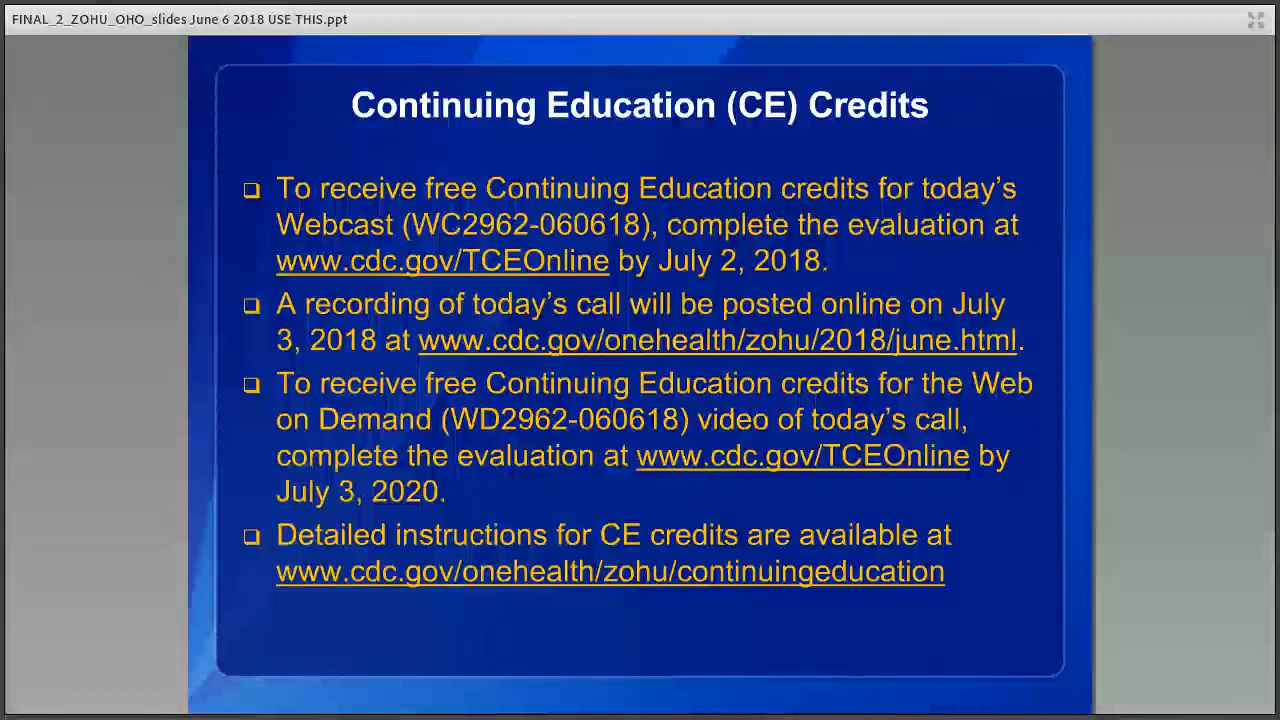 FINAL_2_ZOHU_OHO_slides June 6 2018 USE THIS.ppt
Continuing Education (CE) Credits
❑ To receive free Continuing Education credits for today’s
Webcast (WC2962-060618), complete the evaluation at
www.cdc.gov/TCEOnline by July 2, 2018.
❑ A recording of today’s call will be posted online on July
3, 2018 at www.cdc.gov/onehealth/zohu/2018/june.html.
❑ To receive free Continuing Education credits for the Web
on Demand (WD2962-060618) video of today’s call,
complete the evaluation at www.cdc.gov/TCEOnline by
July 3, 2020.
❑ Detailed instructions for CE credits are available at
www.cdc.gov/onehealth/zohu/continuingeducation